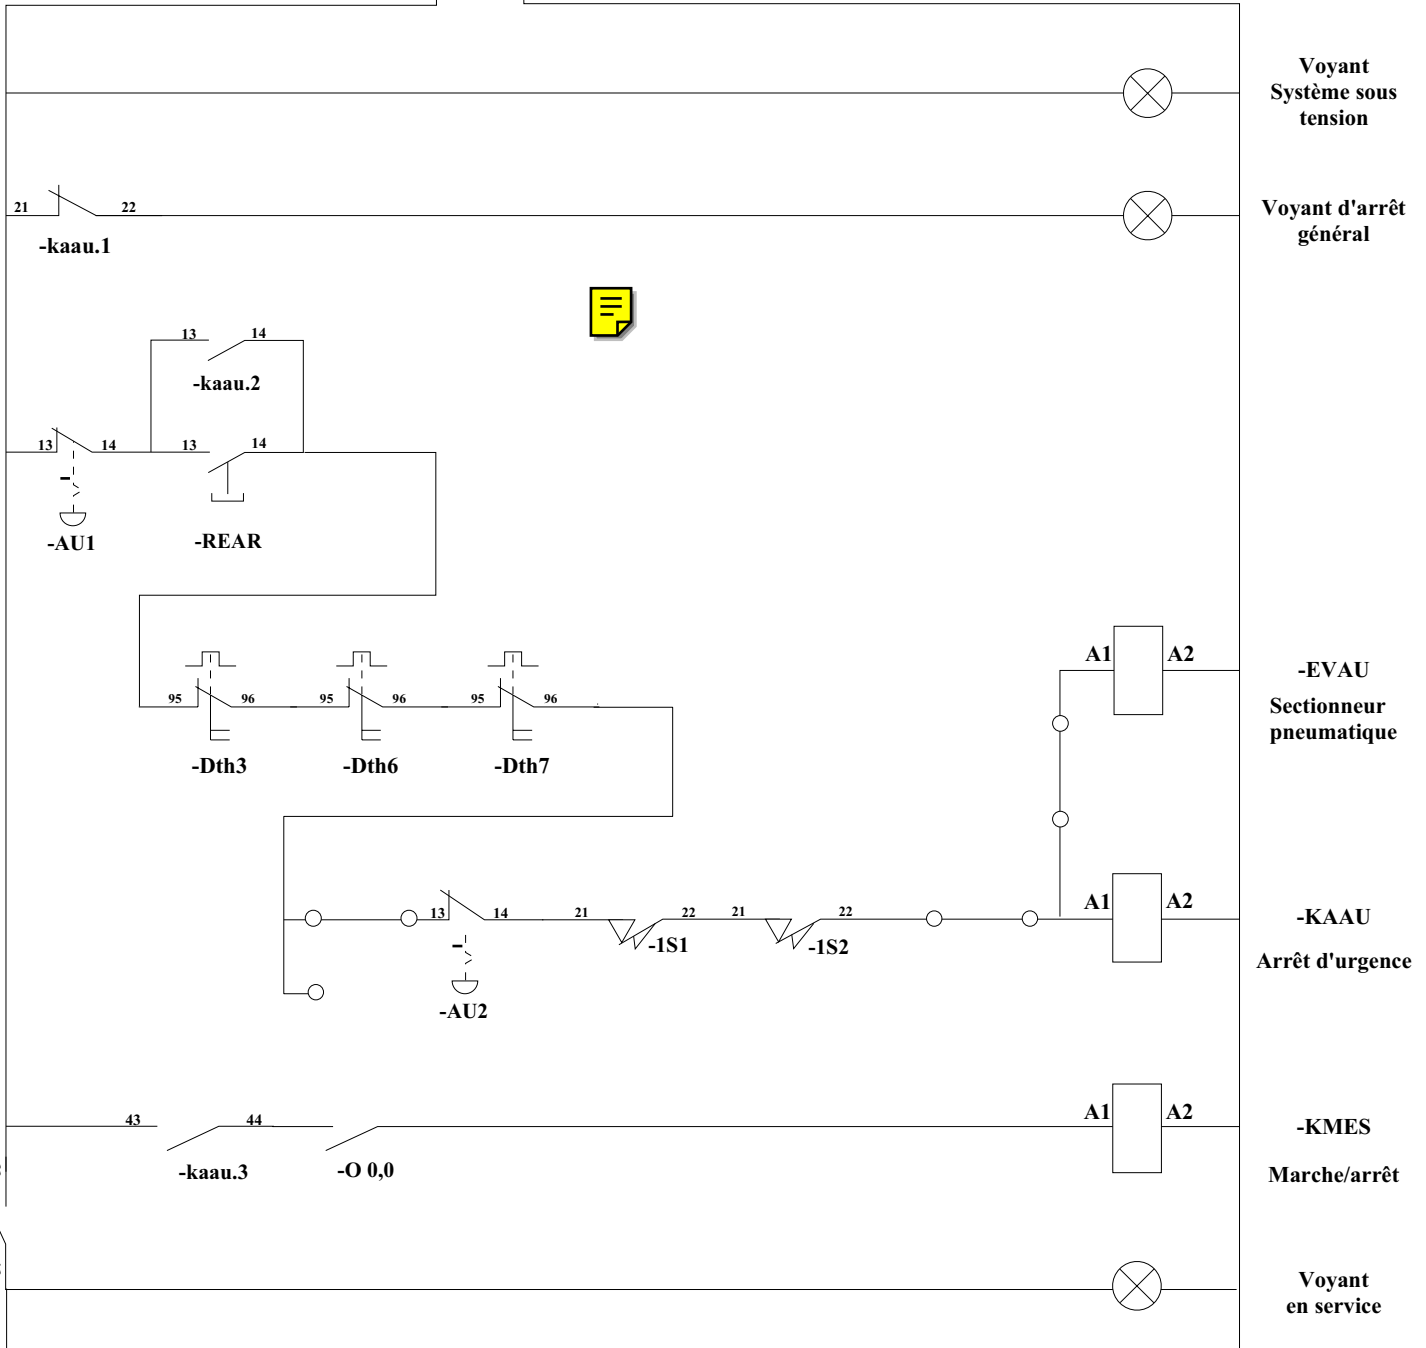 Voyant
Système sous
tension
21 22
-kaau.1
Voyant d'arrêt
général
13 14
-kaau.2
13 14 13 14
-AU1 -REAR
A1 A2
-EVAU
Sectionneur
pneumatique
95 96 95 96 95 96
-Dth3 -Dth6 -Dth7
13 14 21 22 21 22
-1S1 -1S2
-AU2
A1 A2
-KAAU
Arrêt d'urgence
43 44
-kaau.3 -O 0,0
A1 A2
-KMES
Marche/arrêt
Voyant
en service